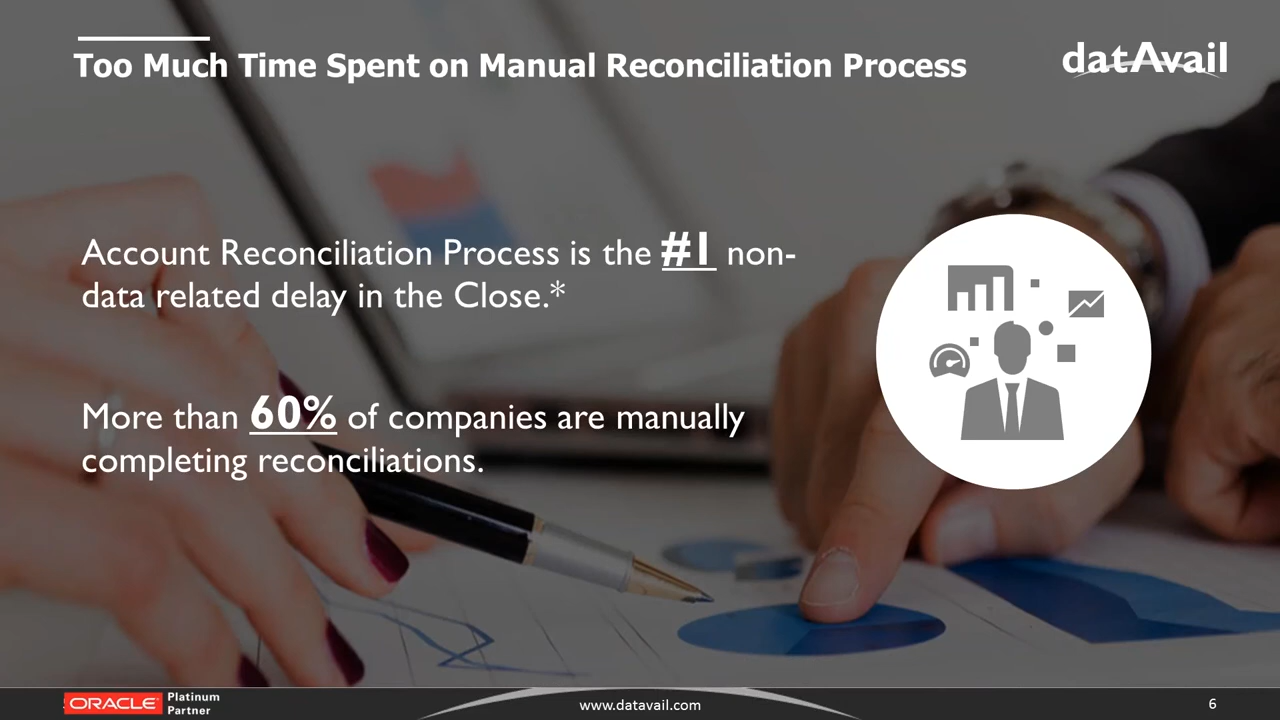 Too Much Time Spent on Manual Reconciliation Process
datAvail
Account Reconciliation Process is the #1 non-
data related delay in the Close.*
More than 60% of companies are manually
completing reconciliations.
ORACLE
Platinum
Partner
www.datavail.com
6